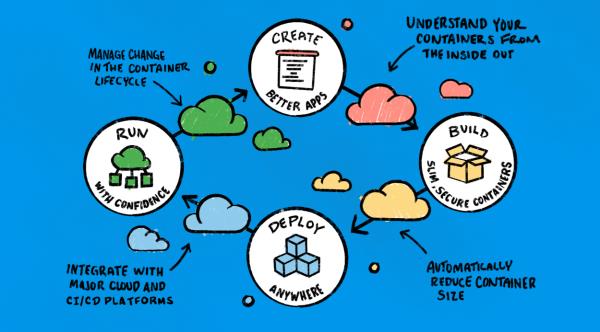 CREATE
BETTER APPS
UNDERSTAND YOUR
CONTAINERS FROM
THE INSIDE OUT
MANAGE CHANGE
IN THE CONTAINER
LIFECYCLE
RUN
WITH CONFIDENCE
BUILD
SLIM, SECURE CONTAINERS
DEPLOY
ANYWHERE
INTEGRATE WITH
MAJOR CLOUD AND
CI/CD PLATFORMS
AUTOMATICALLY
REDUCE CONTAINER
SIZE